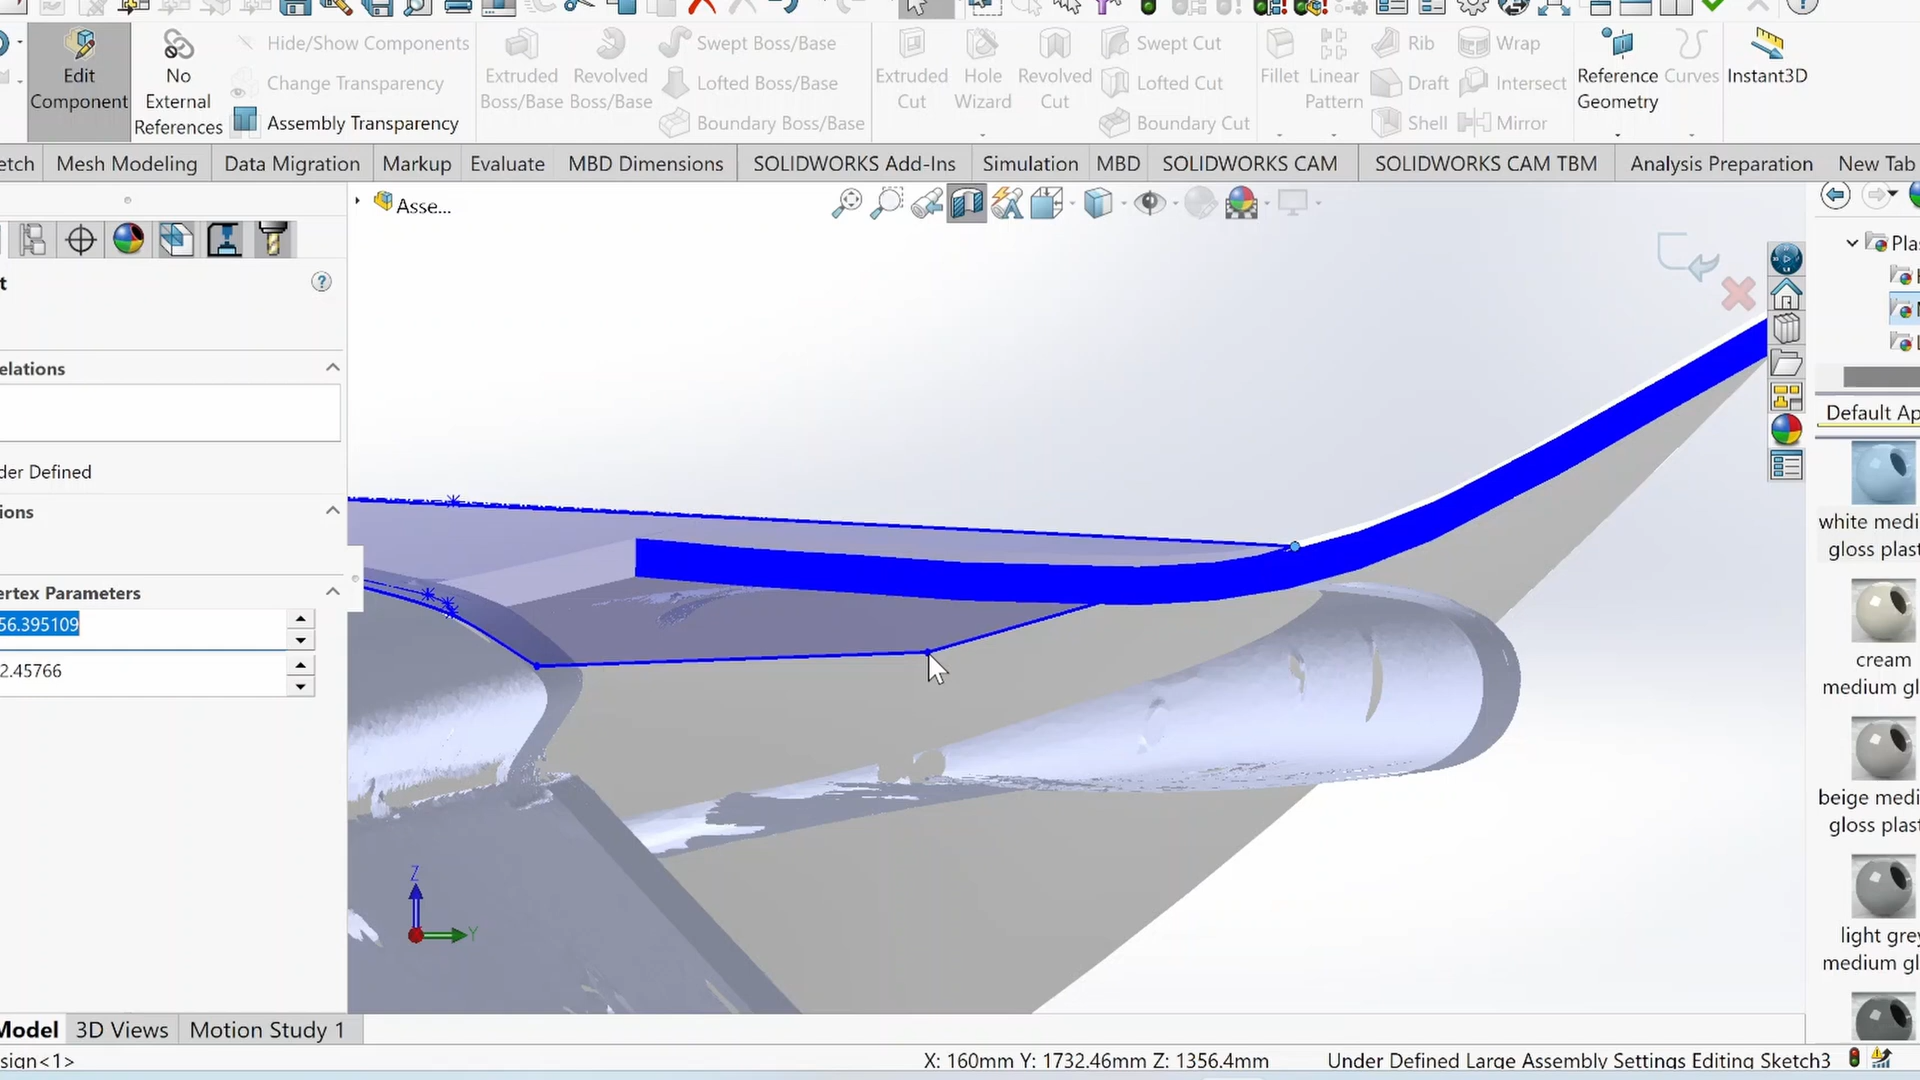 Edit
Component
No
External
References
Hide/Show Components
Change Transparency
Assembly Transparency
Extruded
Boss/Base
Revolved
Boss/Base
Swept Boss/Base
Lofted Boss/Base
Boundary Boss/Base
Extruded
Cut
Hole
Wizard
Revolved
Cut
Swept Cut
Lofted Cut
Boundary Cut
Fillet
Linear
Pattern
Rib
Draft
Shell
Wrap
Intersect
Mirror
Reference
Geometry
Curves
Instant3D
etch Mesh Modeling Data Migration Markup Evaluate MBD Dimensions SOLIDWORKS Add-Ins Simulation MBD SOLIDWORKS CAM SOLIDWORKS CAM TBM Analysis Preparation New Tab
Asse...
t
elations
der Defined
ions
ertex Parameters
56.395109
2.45766
Z
Y
Pla
Default Ap
white medi
gloss plast
cream
medium gl
beige medi
gloss plast
light grey
medium gl
Model 3D Views Motion Study 1
sign<1>
X: 160mm Y: 1732.46mm Z: 1356.4mm
Under Defined Large Assembly Settings Editing Sketch3